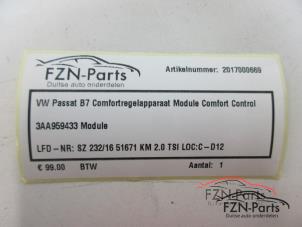 FZN-Parts
Duitse auto onderdelen
Artikelnummer: 2017000669
VW Passat B7 Comfortregelapparaat Module Comfort Control
3AA959433 Module
LFD-NR: SZ 232/16 51671 KM 2.0 TSI LOC:C-D12
€ 99.00 BTW
Aantal: 1
FZN-Parts
Duitse auto onderdelen